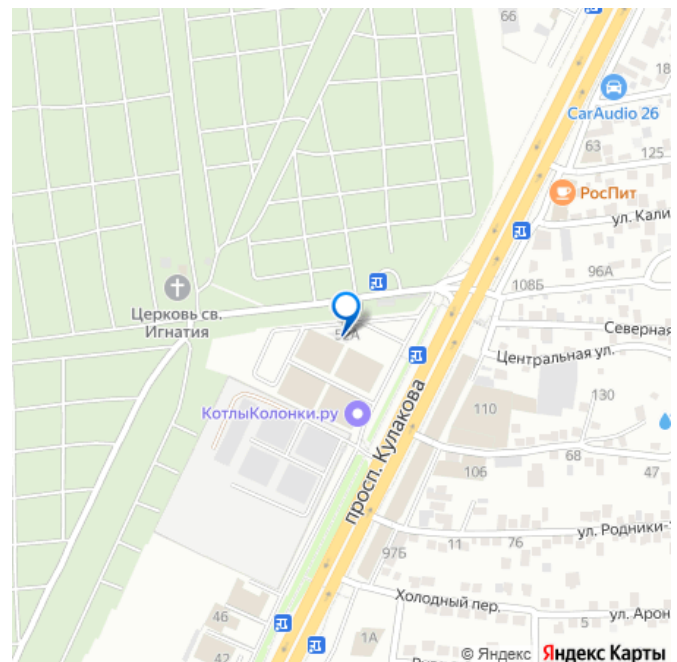 66
18
CarAudio 26
63
125
РосПит
ул. Кали
96А
108Б
Церковь св.
Игнатия
Северная
Центральная ул.
130
КотлыКолонки.ру
110
просп. Кулакова
68
106
47
ул. Родники-
11
76
97Б
Холодный пер.
46
5
ул. Арон
1А
42
© Яндекс
Яндекс Карты